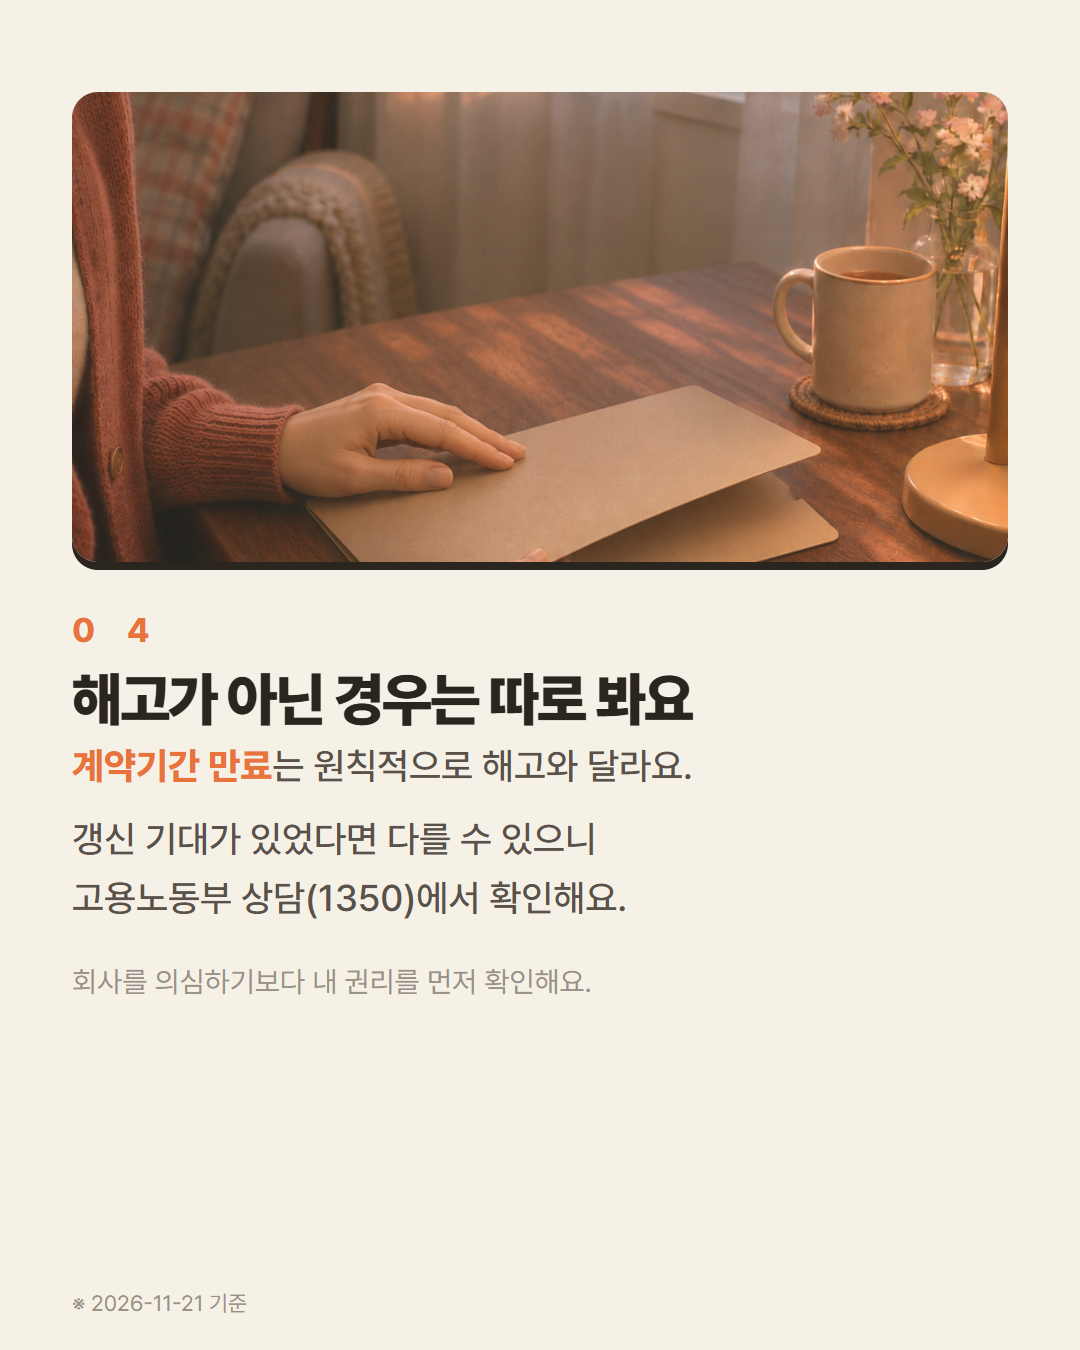 04
해고가 아닌 경우는 따로 봐요
계약기간 만료는 원칙적으로 해고와 달라요.
갱신 기대가 있었다면 다를 수 있으니
고용노동부 상담(1350)에서 확인해요.
회사를 의심하기보다 내 권리를 먼저 확인해요.
※ 2026-11-21 기준